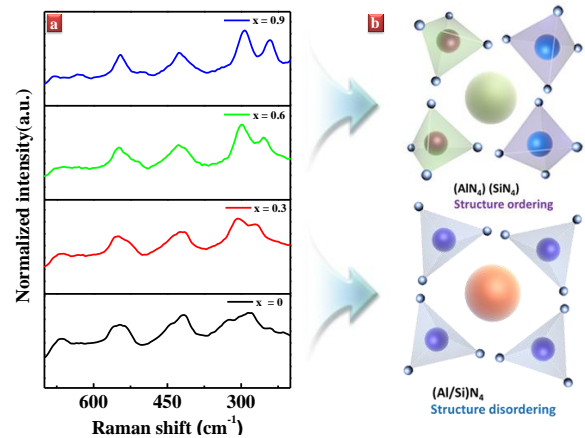 a
b
x = 0.9
x = 0.6
x = 0.3
x = 0
Normalized intensity(a.u.)
600
450
300
Raman shift (cm⁻¹)
(AlN₄) (SiN₄)
Structure ordering
(Al/Si)N₄
Structure disordering